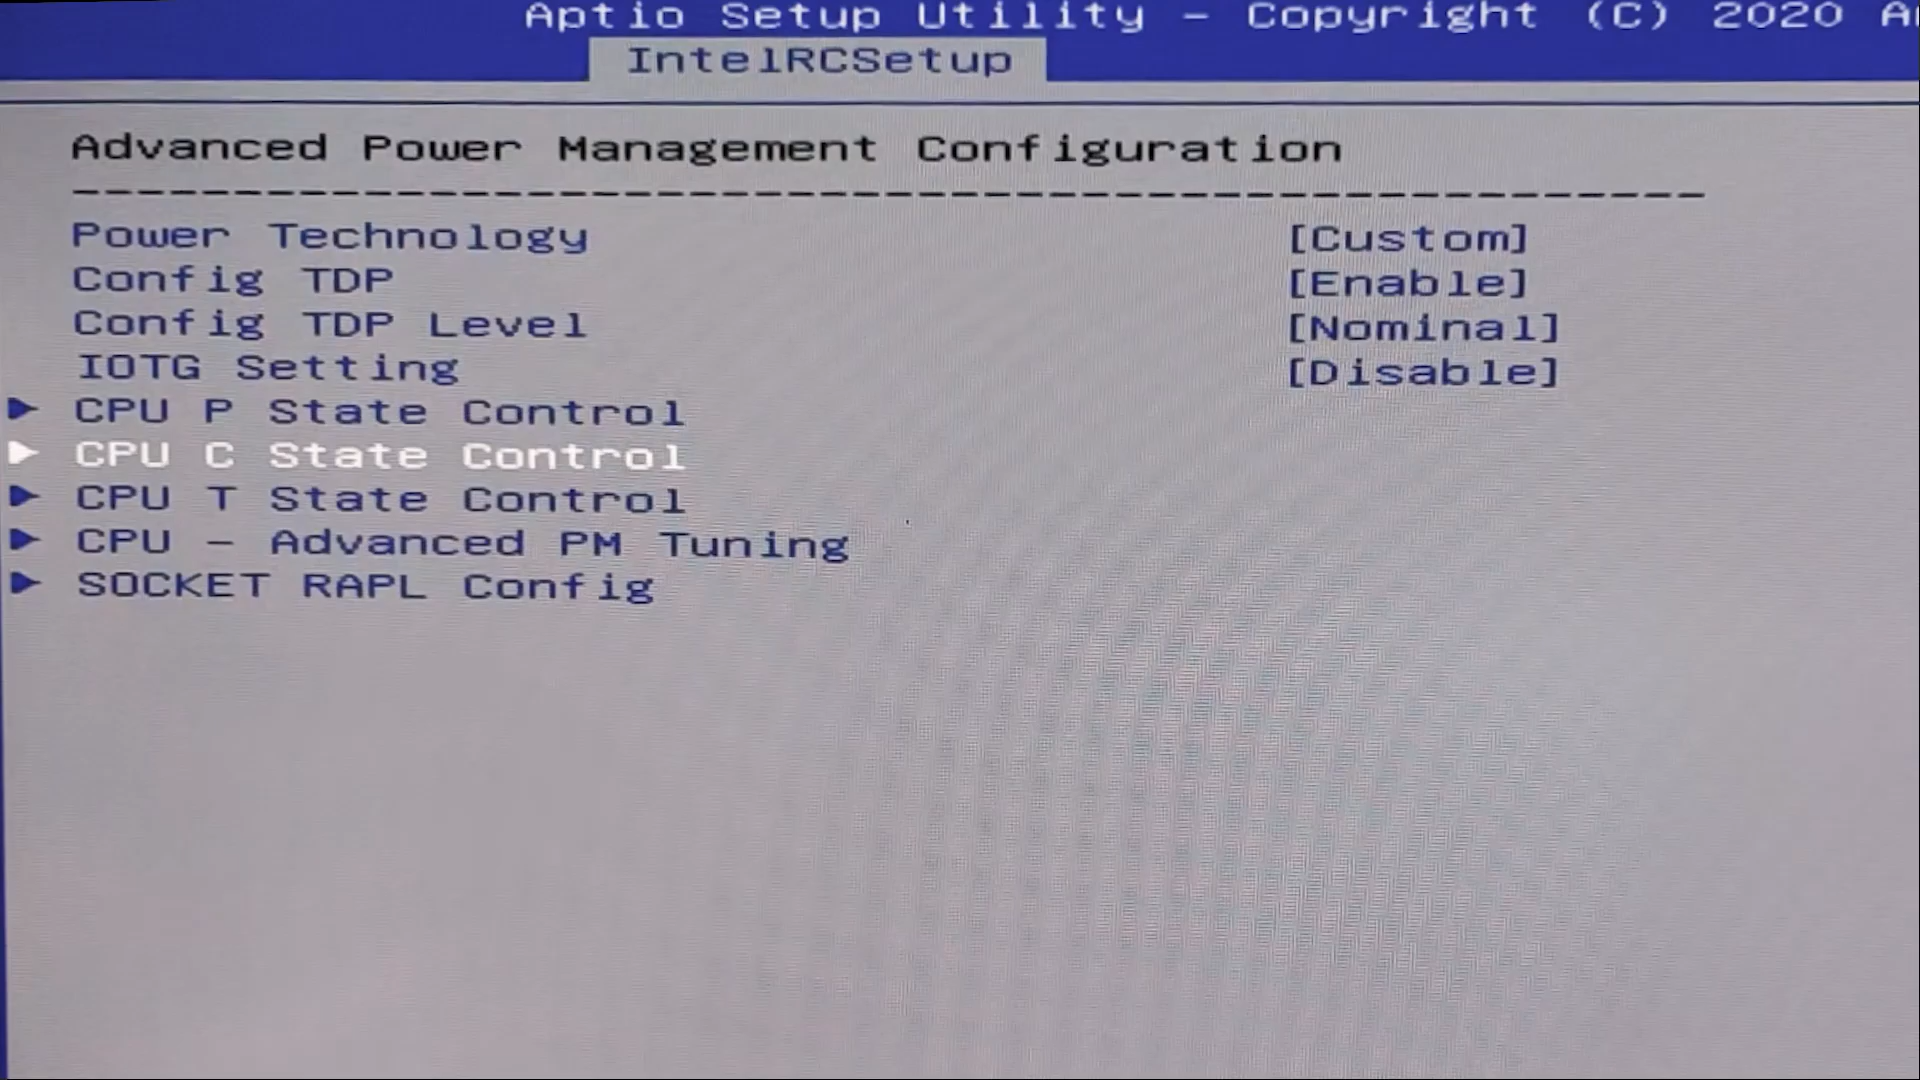 Aptio Setup Utility - Copyright (C) 2020
IntelRCSetup
Advanced Power Management Configuration
Power Technology [Custom]
Config TDP [Enable]
Config TDP Level [Nominal]
IOTG Setting [Disable]
CPU P State Control
CPU C State Control
CPU T State Control
CPU - Advanced PM Tuning
SOCKET RAPL Config